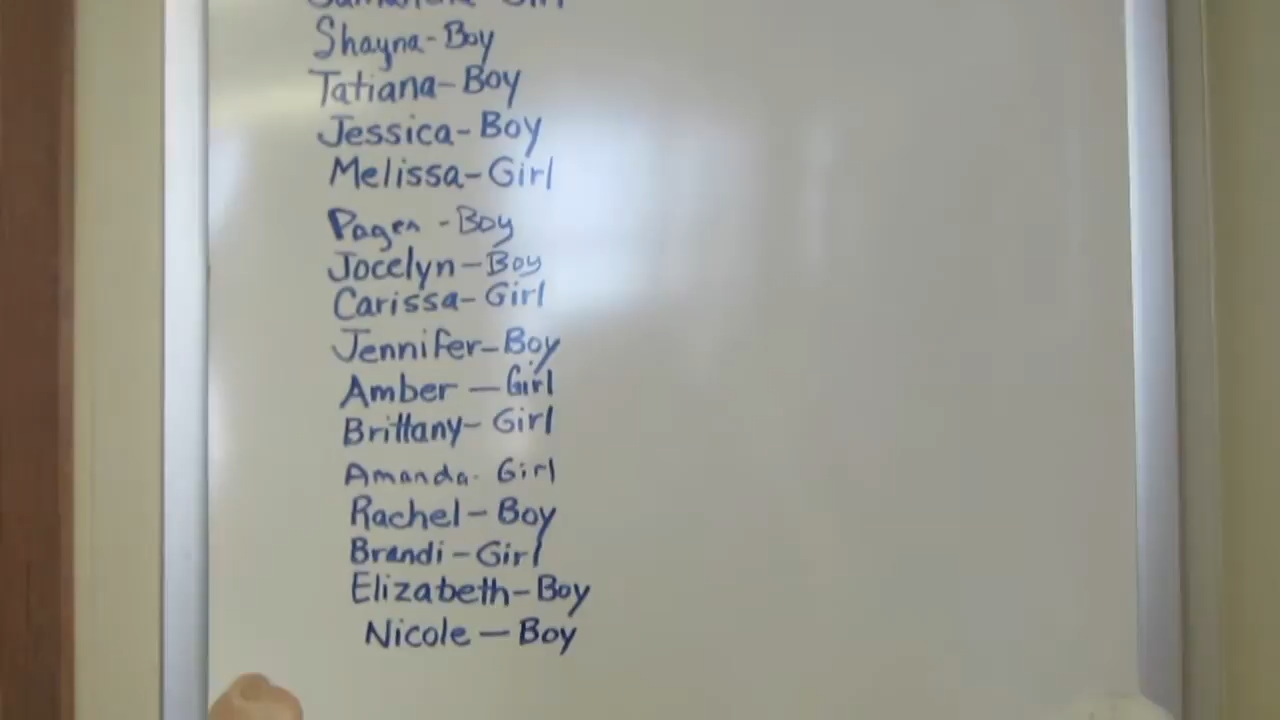 Shayna-Boy
Tatiana-Boy
Jessica-Boy
Melissa-Girl
Pagen -Boy
Jocelyn-Boy
Carissa-Girl
Jennifer-Boy
Amber - Girl
Brittany- Girl
Amanda- Girl
Rachel-Boy
Brandi-Girl
Elizabeth-Boy
Nicole - Boy